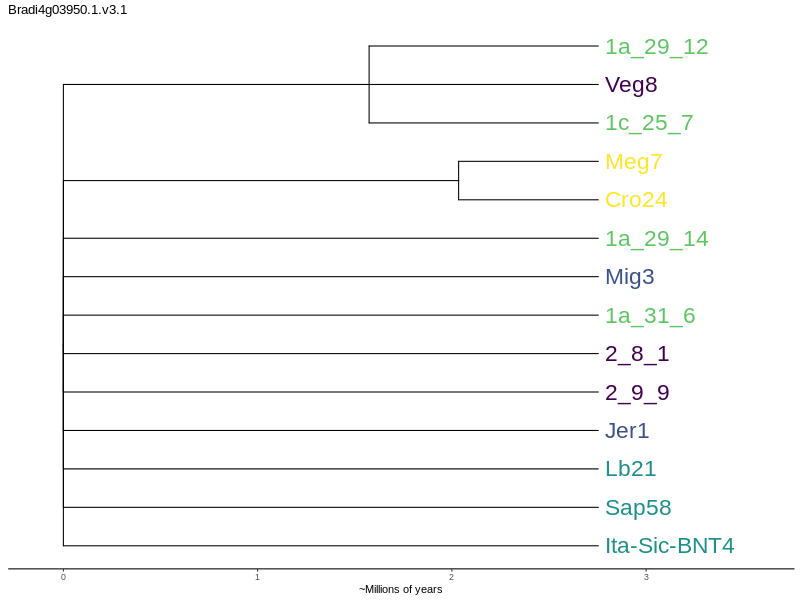 Bradi4g03950.1.v3.1
1a_29_12
Veg8
1c_25_7
Meg7
Cro24
1a_29_14
Mig3
1a_31_6
2_8_1
2_9_9
Jer1
Lb21
Sap58
Ita-Sic-BNT4
0 1 2 3
~Millions of years